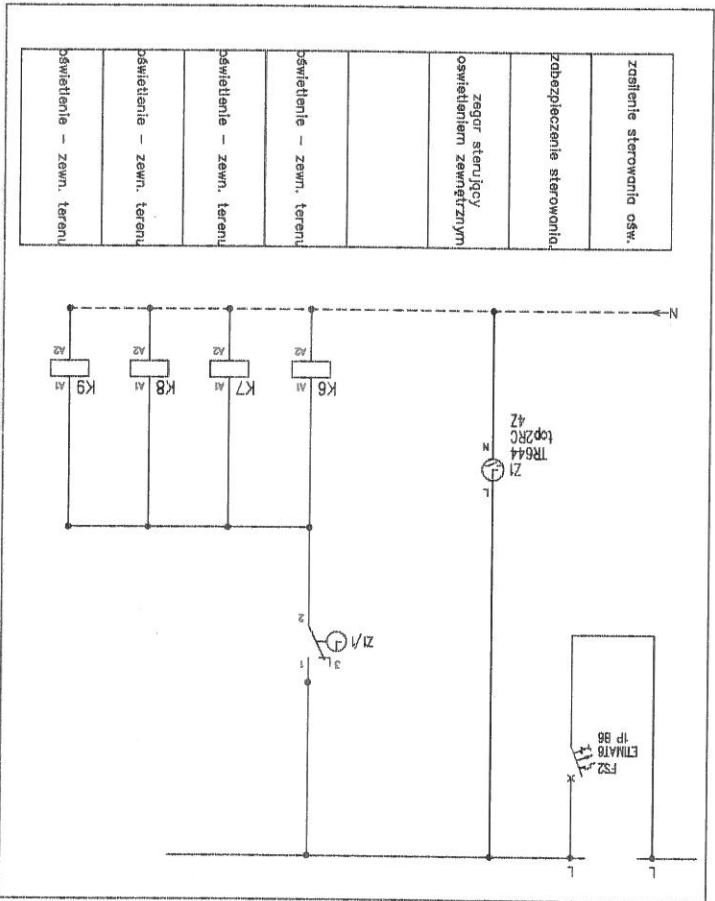 L
L
FS2
ETIMAT6
1P B6
Z1/1
3
1
2
L
Z1
TR644
top2RC
4Z
N
K6
A1
A2
K7
A1
A2
K8
A1
A2
K9
A1
A2
N
zasilenie sterowania ośw.
zabezpieczenie sterowania
zegar sterujący
oświetleniem zewnętrznym
oświetlenie – zewn. terenu
oświetlenie – zewn. terenu
oświetlenie – zewn. terenu
oświetlenie – zewn. terenu